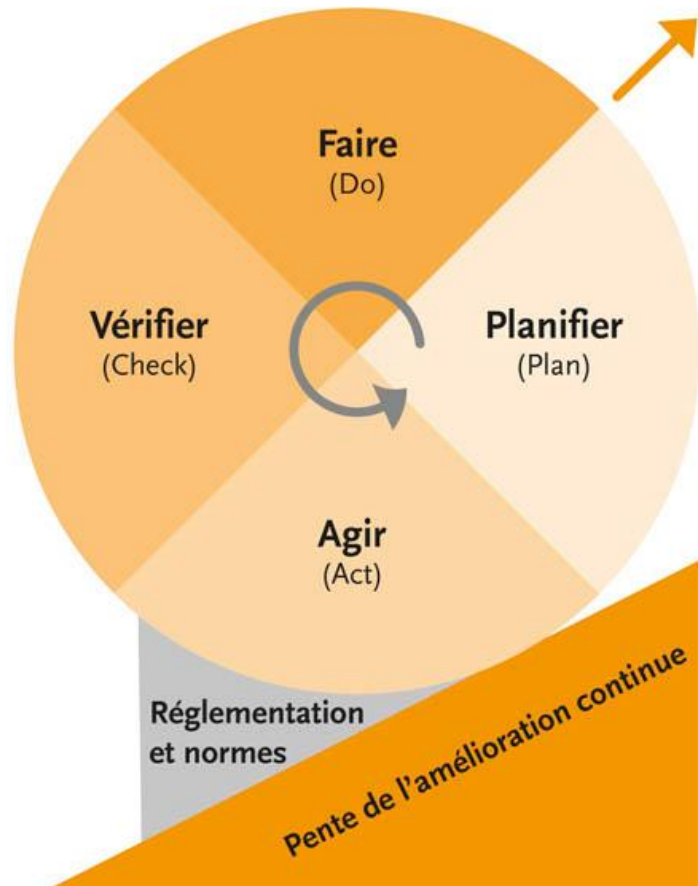 Faire
(Do)
Vérifier
(Check)
Planifier
(Plan)
Agir
(Act)
Réglementation
et normes
Pente de l’amélioration continue